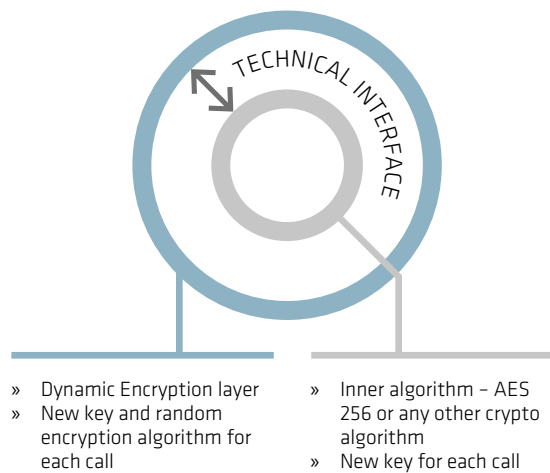 TECHNICAL INTERFACE
» Dynamic Encryption layer
» New key and random
encryption algorithm for
each call
» Inner algorithm – AES
256 or any other crypto
algorithm
» New key for each call